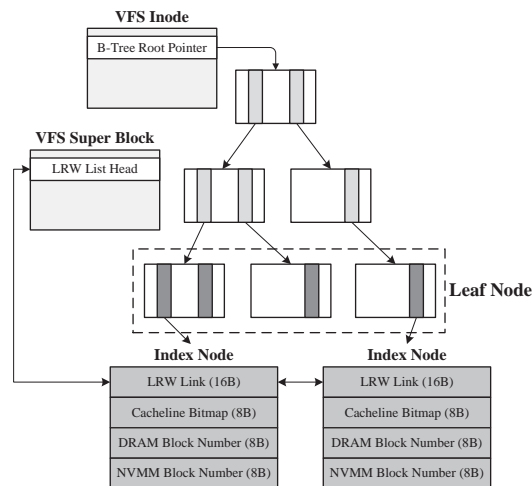 VFS Inode
B-Tree Root Pointer
VFS Super Block
LRW List Head
Leaf Node
Index Node
LRW Link (16B)
Cacheline Bitmap (8B)
DRAM Block Number (8B)
NVMM Block Number (8B)
Index Node
LRW Link (16B)
Cacheline Bitmap (8B)
DRAM Block Number (8B)
NVMM Block Number (8B)